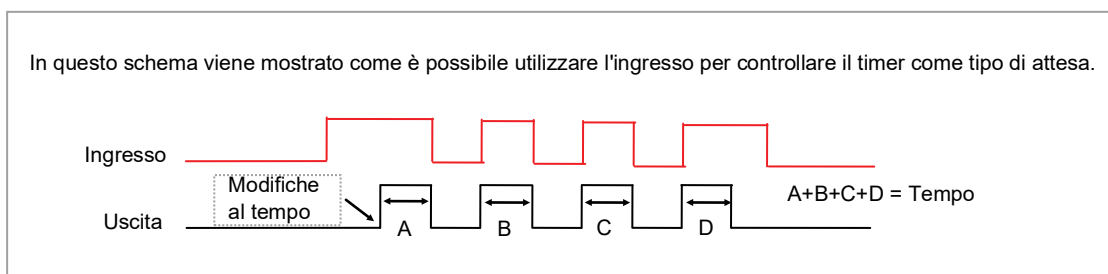 In questo schema viene mostrato come è possibile utilizzare l'ingresso per controllare il timer come tipo di attesa.
Ingresso
Modifiche
al tempo
A+B+C+D = Tempo
Uscita
A
B
C
D